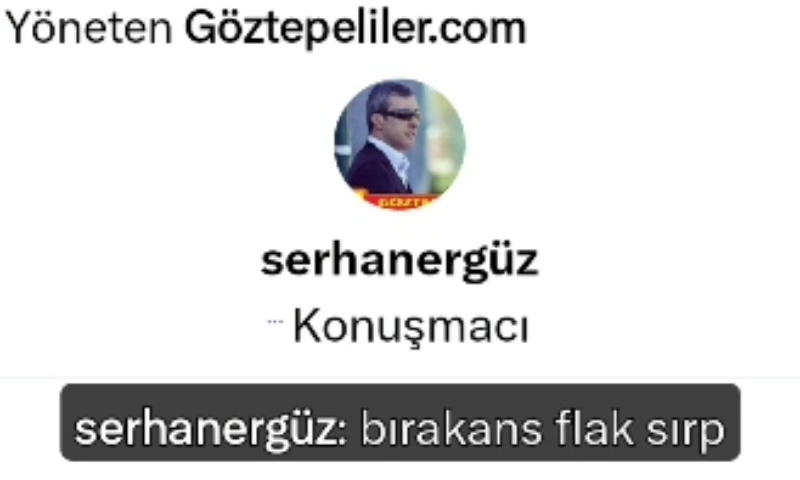 Yöneten Göztepeliler.com
serhanergüz
Konuşmacı
serhanergüz: bırakans flak sırp